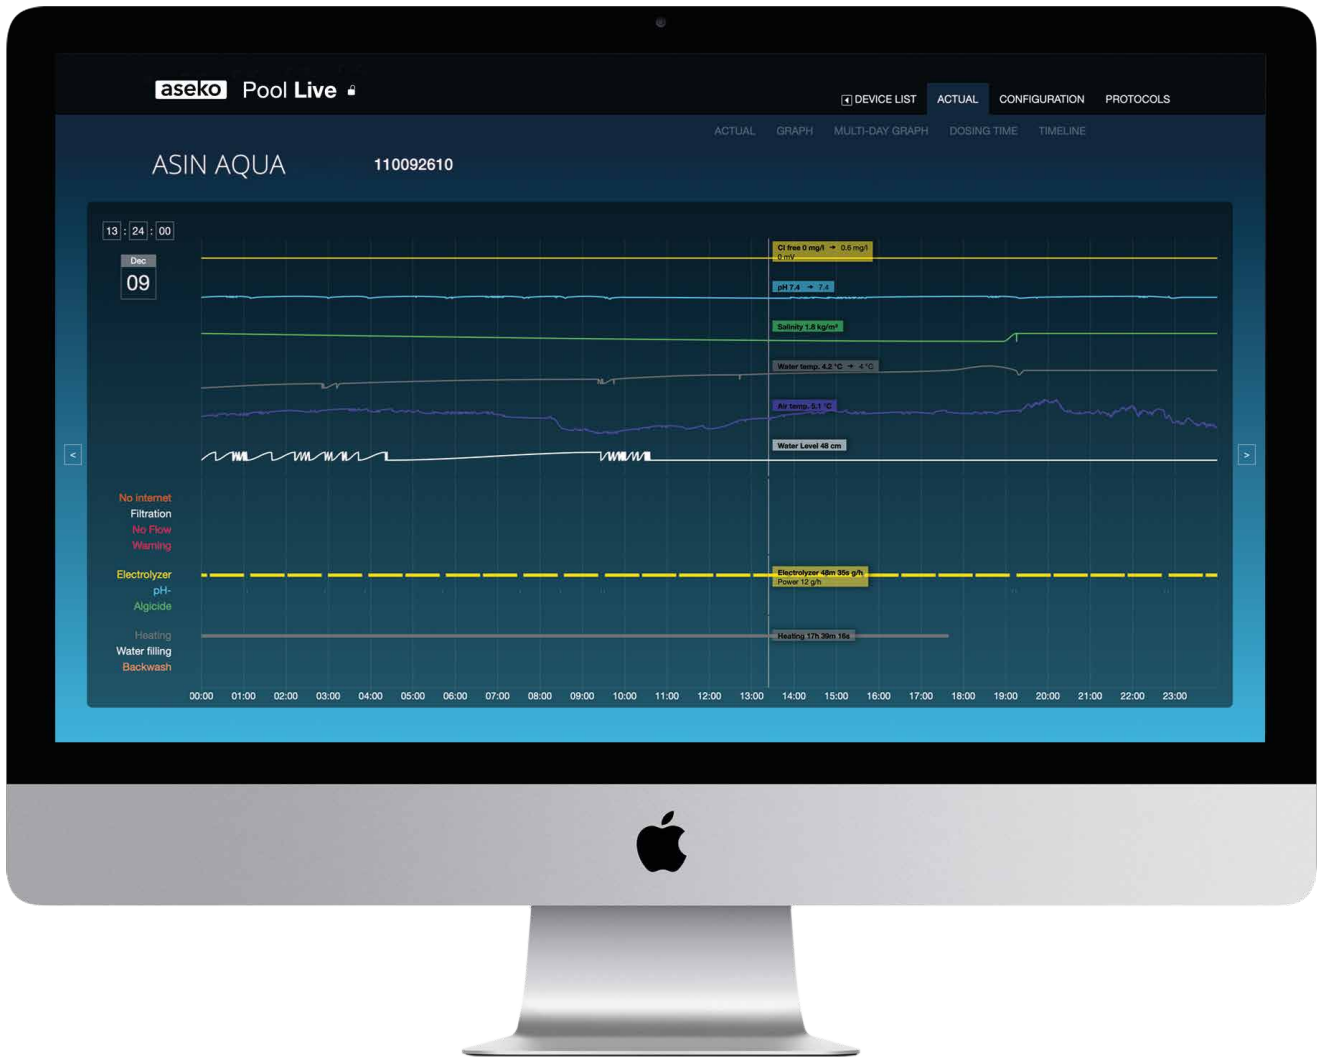 aseko Pool Live
DEVICE LIST ACTUAL CONFIGURATION PROTOCOLS
ACTUAL GRAPH MULTI-DAY GRAPH DOSING TIME TIMELINE
ASIN AQUA 110092610
13 : 24 : 00
Dec
09
Cl free 0 mg/l → 0.6 mg/l
0 mV
pH 7.4 → 7.4
Salinity 1.8 kg/m³
Water temp. 4.2 °C → 4 °C
Air temp. 5.1 °C
Water Level 48 cm
< >
No internet
Filtration
No Flow
Warning
Electrolyzer
Electrolyzer 48m 35s g/h
Power 12 g/h
pH-
Algicide
Heating
Heating 17h 39m 16s
Water filling
Backwash
00:00 01:00 02:00 03:00 04:00 05:00 06:00 07:00 08:00 09:00 10:00 11:00 12:00 13:00 14:00 15:00 16:00 17:00 18:00 19:00 20:00 21:00 22:00 23:00